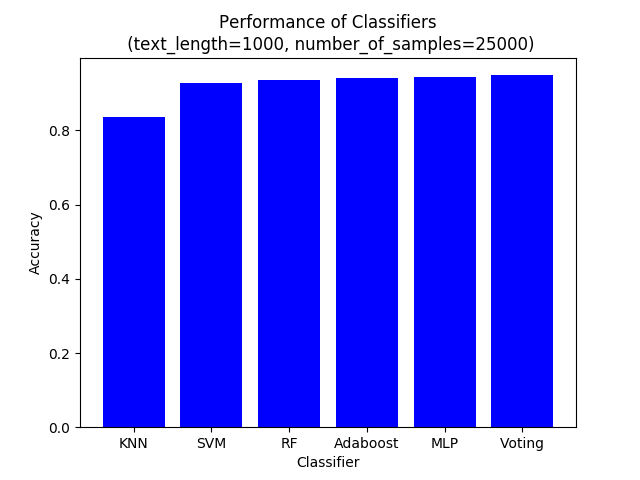 Performance of Classifiers
(text_length=1000, number_of_samples=25000)
0.8
0.6
0.4
0.2
0.0
Accuracy
KNN SVM RF Adaboost MLP Voting
Classifier